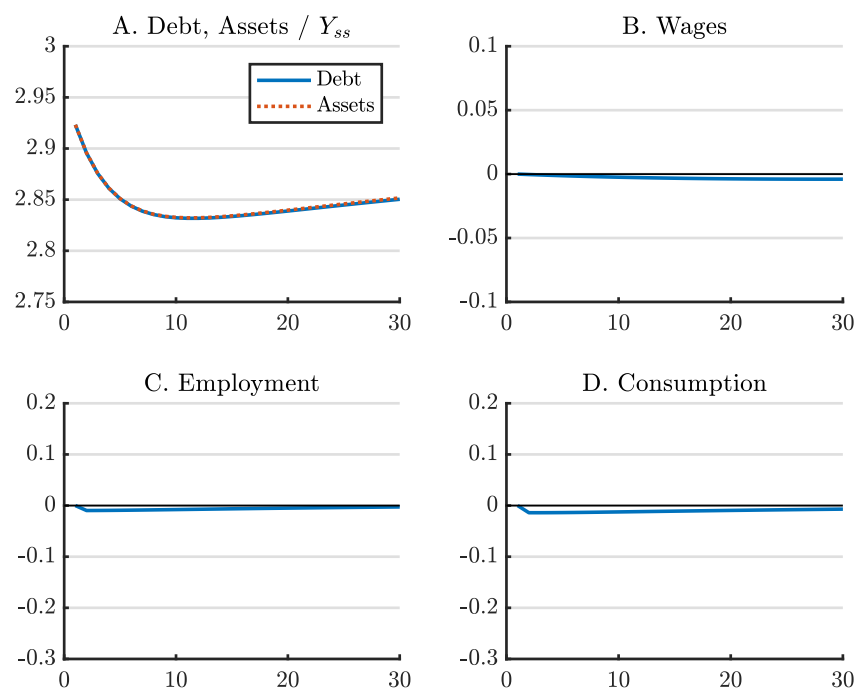 A. Debt, Assets / Yss
3
2.95
2.9
2.85
2.8
2.75
0 10 20 30
Debt
Assets
B. Wages
0.1
0.05
0
-0.05
-0.1
0 10 20 30
C. Employment
0.2
0.1
0
-0.1
-0.2
-0.3
0 10 20 30
D. Consumption
0.2
0.1
0
-0.1
-0.2
-0.3
0 10 20 30